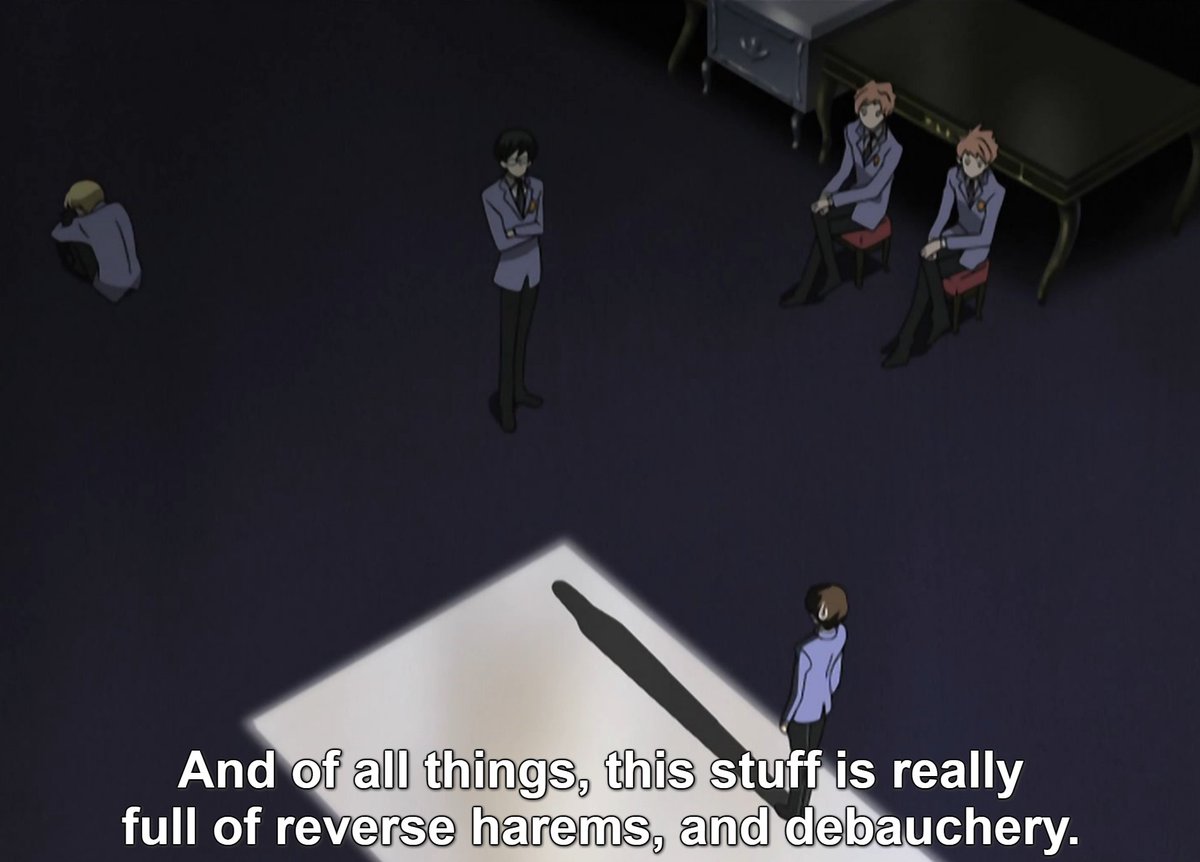 And of all things, this stuff is really
full of reverse harems, and debauchery.